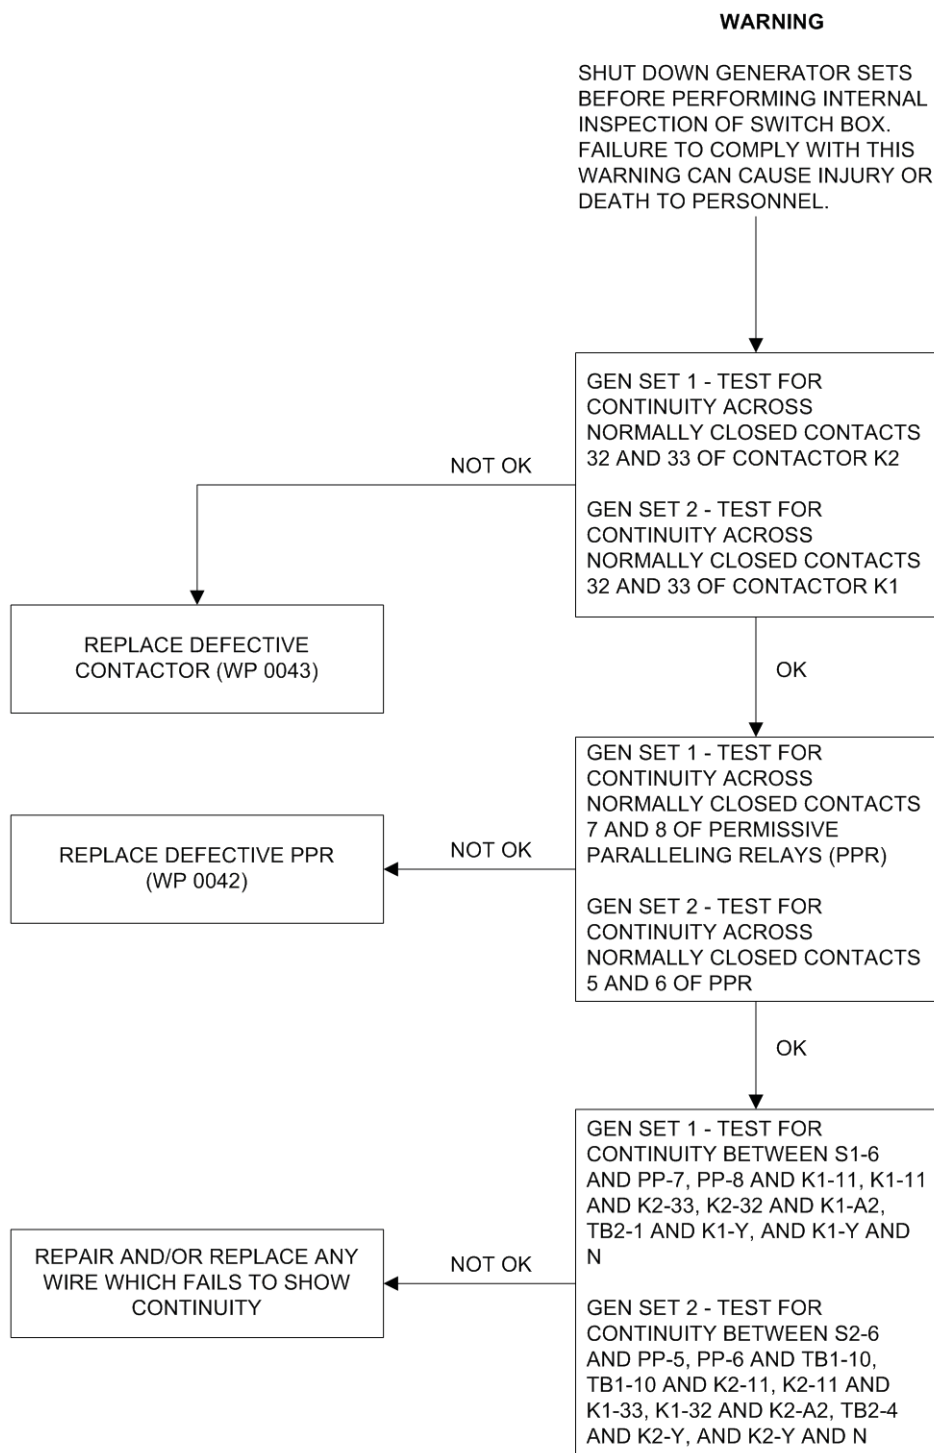 WARNING
SHUT DOWN GENERATOR SETS
BEFORE PERFORMING INTERNAL
INSPECTION OF SWITCH BOX.
FAILURE TO COMPLY WITH THIS
WARNING CAN CAUSE INJURY OR
DEATH TO PERSONNEL.
GEN SET 1 - TEST FOR
CONTINUITY ACROSS
NORMALLY CLOSED CONTACTS
32 AND 33 OF CONTACTOR K2
GEN SET 2 - TEST FOR
CONTINUITY ACROSS
NORMALLY CLOSED CONTACTS
32 AND 33 OF CONTACTOR K1
NOT OK
REPLACE DEFECTIVE
CONTACTOR (WP 0043)
OK
GEN SET 1 - TEST FOR
CONTINUITY ACROSS
NORMALLY CLOSED CONTACTS
7 AND 8 OF PERMISSIVE
PARALLELING RELAYS (PPR)
GEN SET 2 - TEST FOR
CONTINUITY ACROSS
NORMALLY CLOSED CONTACTS
5 AND 6 OF PPR
NOT OK
REPLACE DEFECTIVE PPR
(WP 0042)
OK
GEN SET 1 - TEST FOR
CONTINUITY BETWEEN S1-6
AND PP-7, PP-8 AND K1-11, K1-11
AND K2-33, K2-32 AND K1-A2,
TB2-1 AND K1-Y, AND K1-Y AND
N
GEN SET 2 - TEST FOR
CONTINUITY BETWEEN S2-6
AND PP-5, PP-6 AND TB1-10,
TB1-10 AND K2-11, K2-11 AND
K1-33, K1-32 AND K2-A2, TB2-4
AND K2-Y, AND K2-Y AND N
NOT OK
REPAIR AND/OR REPLACE ANY
WIRE WHICH FAILS TO SHOW
CONTINUITY